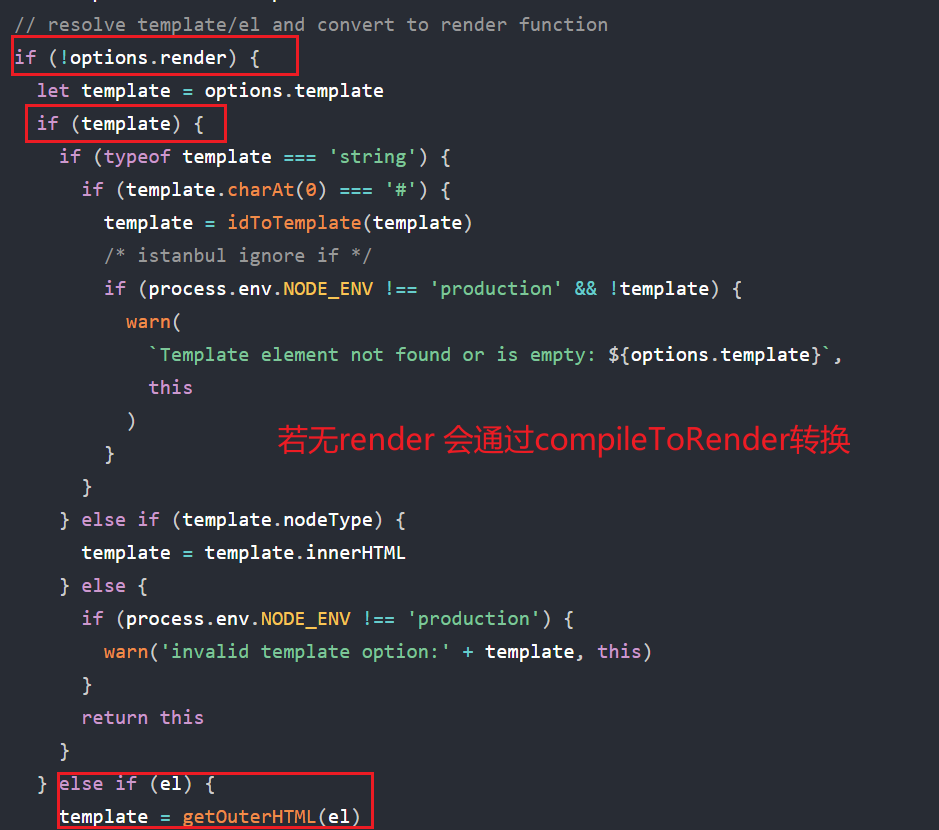 // resolve template/el and convert to render function
if (!options.render) {
let template = options.template
if (template) {
if (typeof template === 'string') {
if (template.charAt(0) === '#') {
template = idToTemplate(template)
/* istanbul ignore if */
if (process.env.NODE_ENV !== 'production' && !template) {
warn(
`Template element not found or is empty: ${options.template}`,
this
)
若无render 会通过compileToRender转换
}
}
} else if (template.nodeType) {
template = template.innerHTML
} else {
if (process.env.NODE_ENV !== 'production') {
warn('invalid template option:' + template, this)
}
return this
}
} else if (el) {
template = getOuterHTML(el)